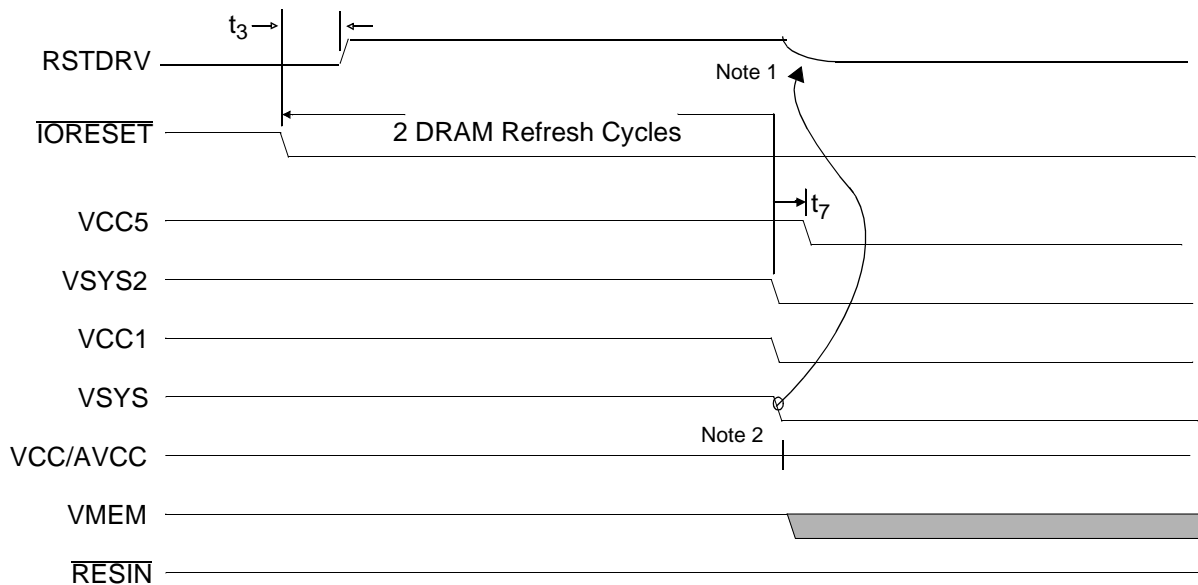 t3
RSTDRV
Note 1
IORESET
2 DRAM Refresh Cycles
VCC5
t7
VSYS2
VCC1
VSYS
Note 2
VCC/AVCC
VMEM
RESIN